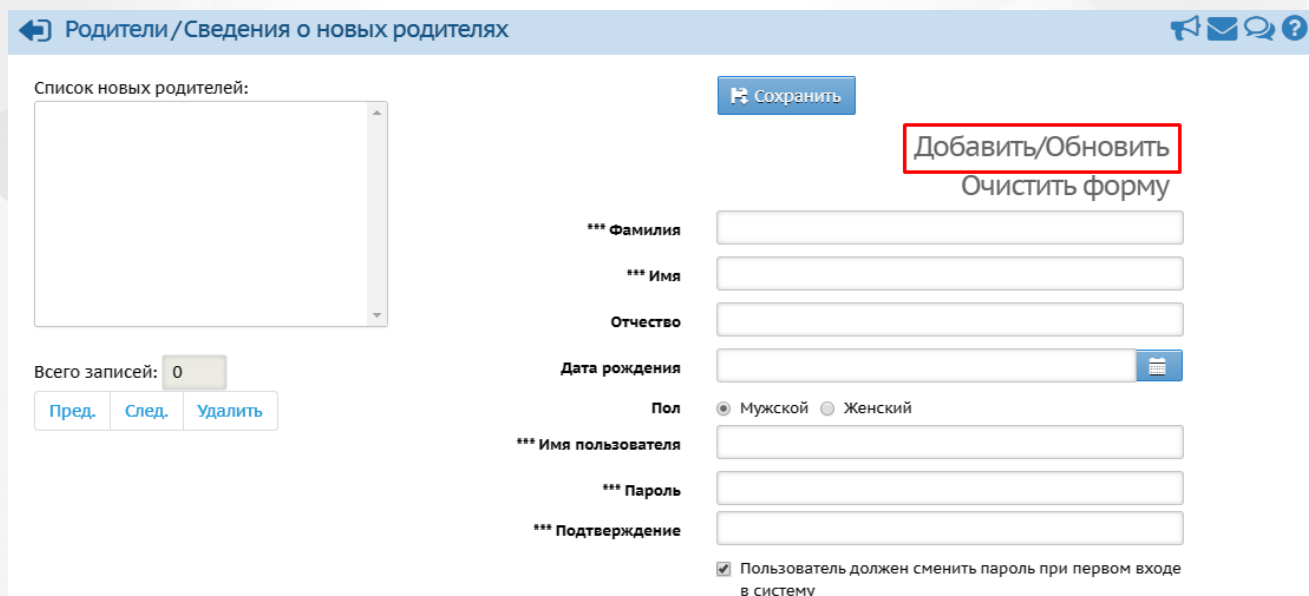 Родители/Сведения о новых родителях
Список новых родителей:
Всего записей: 0
Пред. След. Удалить
Сохранить
Добавить/Обновить
Очистить форму
*** Фамилия
*** Имя
Отчество
Дата рождения
Пол Мужской Женский
*** Имя пользователя
*** Пароль
*** Подтверждение
Пользователь должен сменить пароль при первом входе
в систему